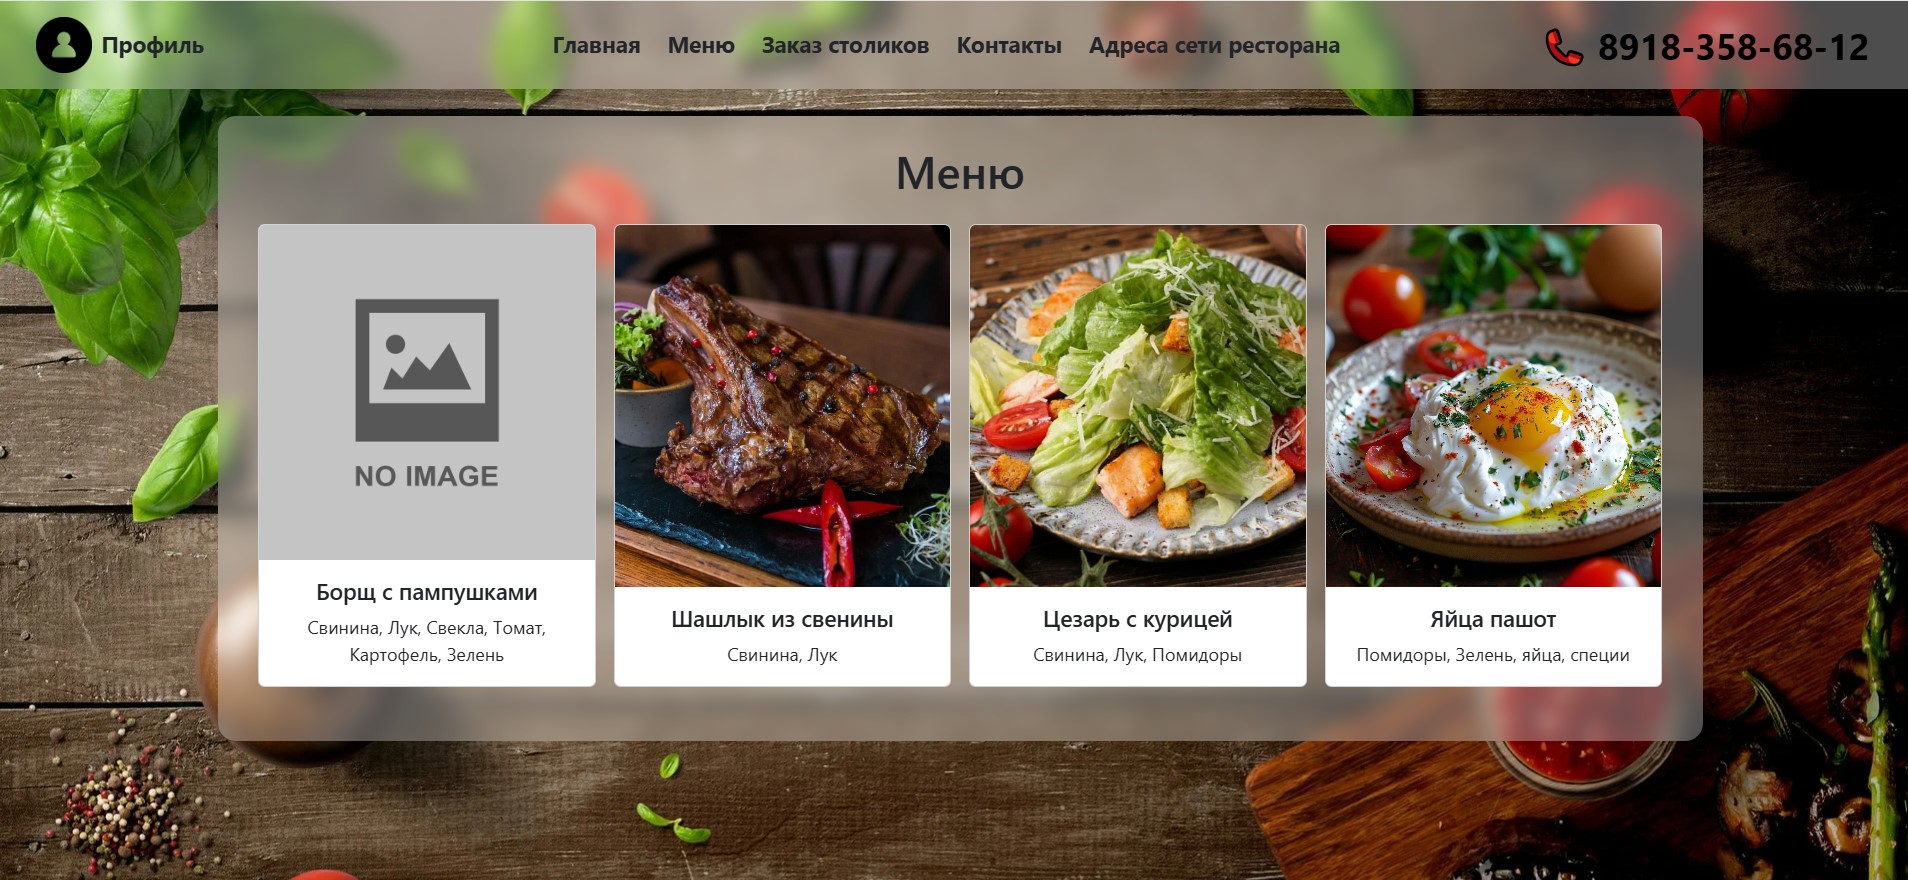 Профиль
Главная Меню Заказ столиков Контакты Адреса сети ресторана
8918-358-68-12
Меню
NO IMAGE
Борщ с пампушками
Свинина, Лук, Свекла, Томат,
Картофель, Зелень
Шашлык из свенины
Свинина, Лук
Цезарь с курицей
Свинина, Лук, Помидоры
Яйца пашот
Помидоры, Зелень, яйца, специи